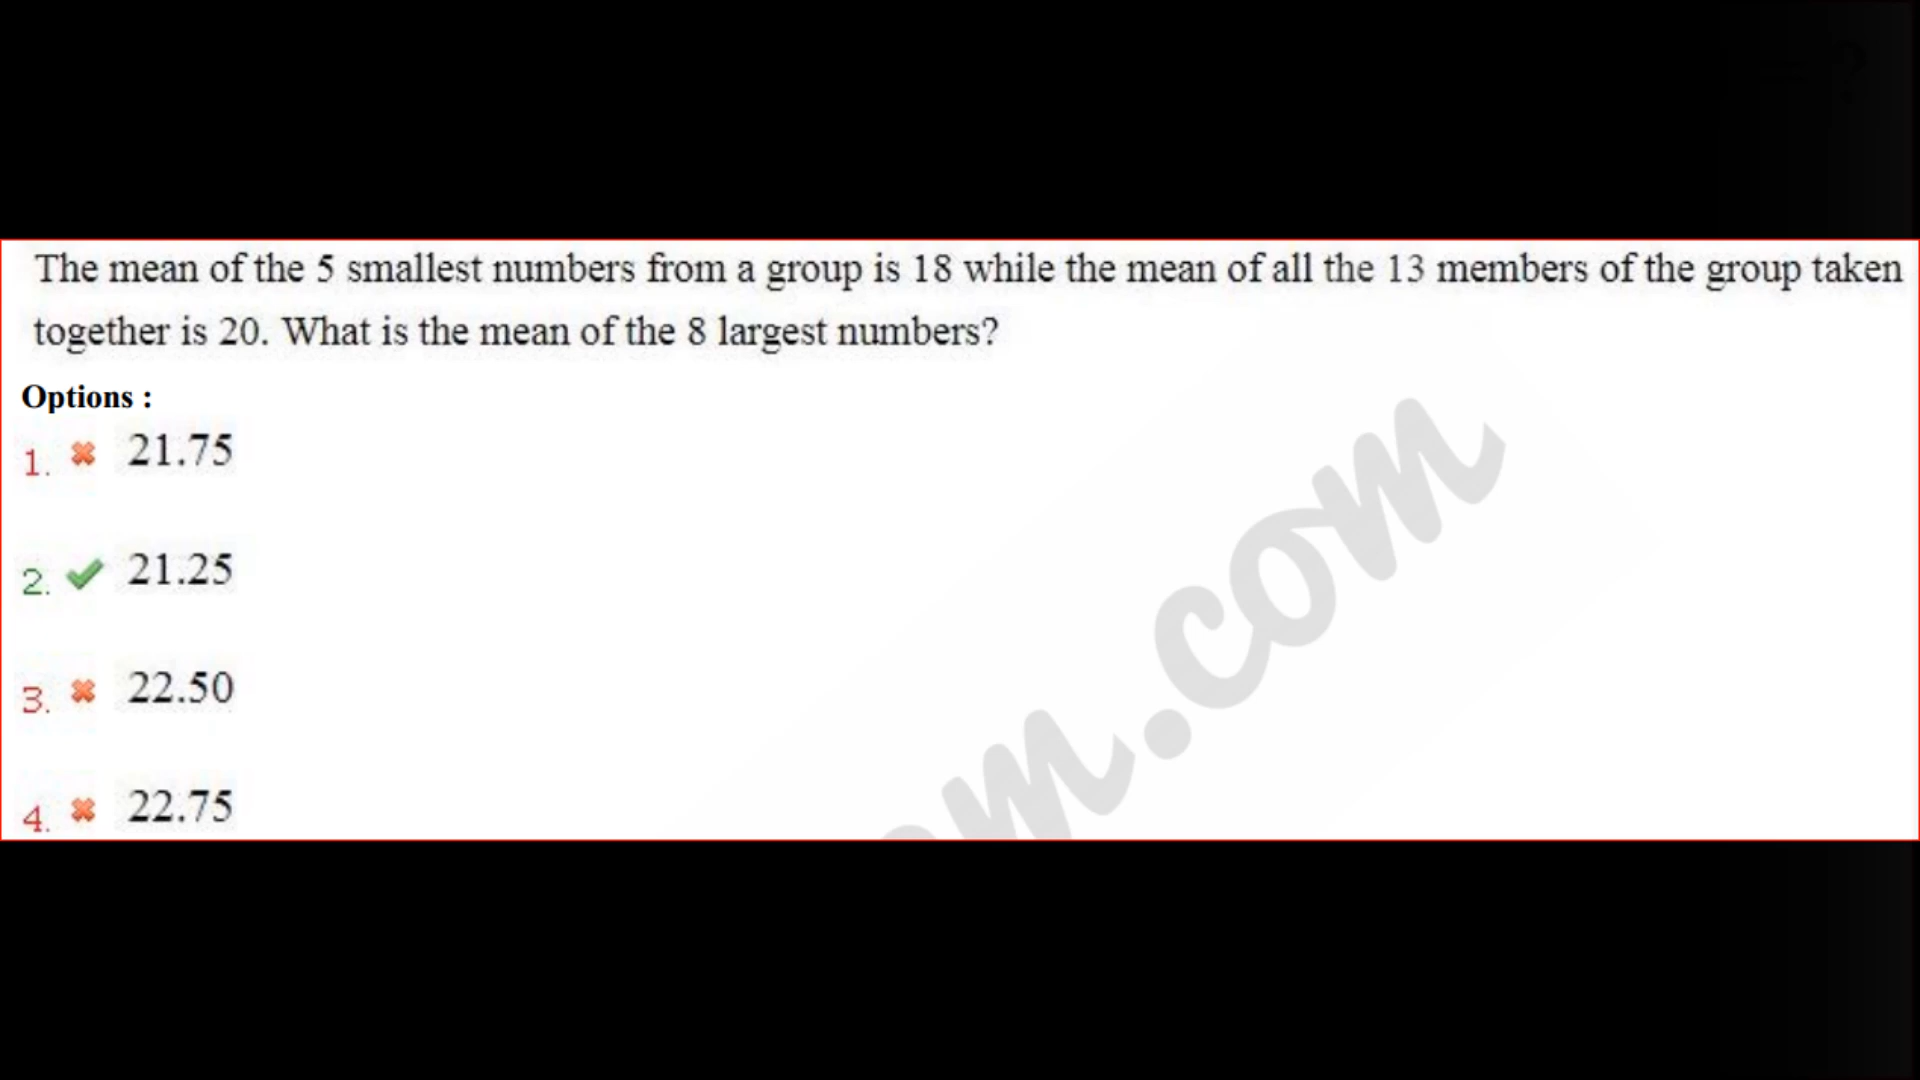 The mean of the 5 smallest numbers from a group is 18 while the mean of all the 13 members of the group taken
together is 20. What is the mean of the 8 largest numbers?
Options :
1. 21.75
2. 21.25
3. 22.50
4. 22.75
m.com